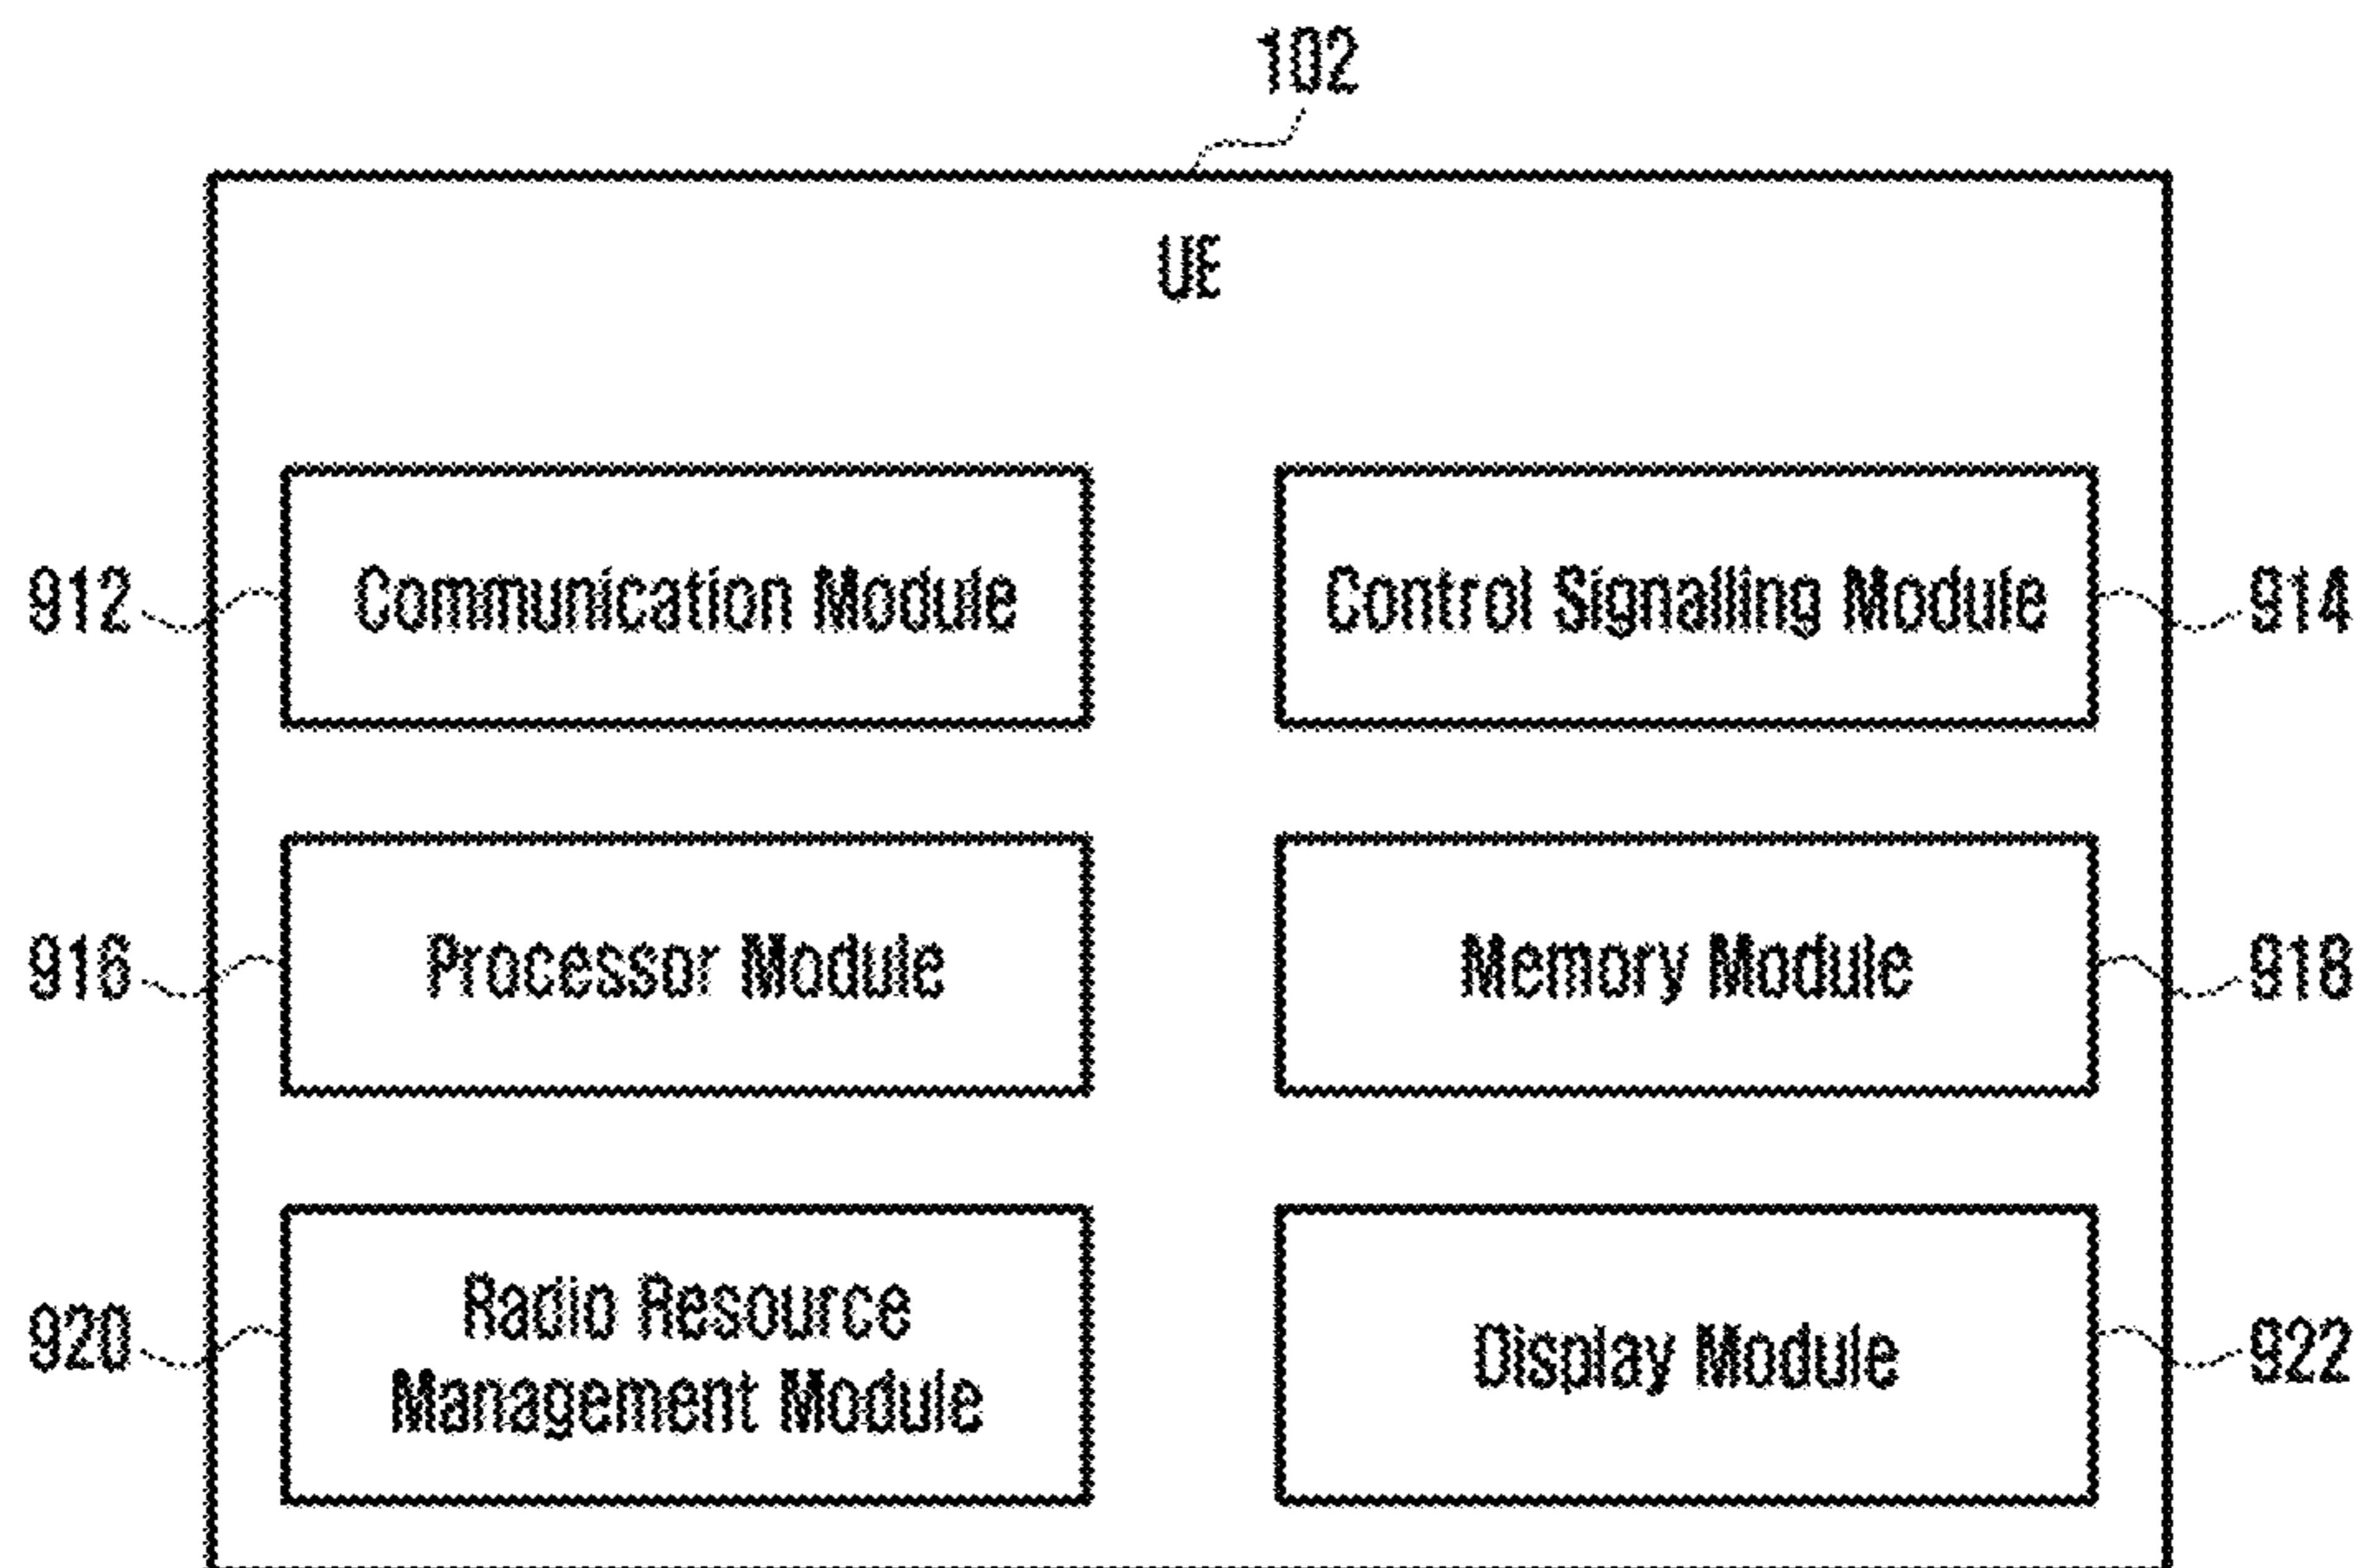 102
UE
912
Communication Module
Control Signalling Module
914
916
Processor Module
Memory Module
918
920
Radio Resource
Management Module
Display Module
922